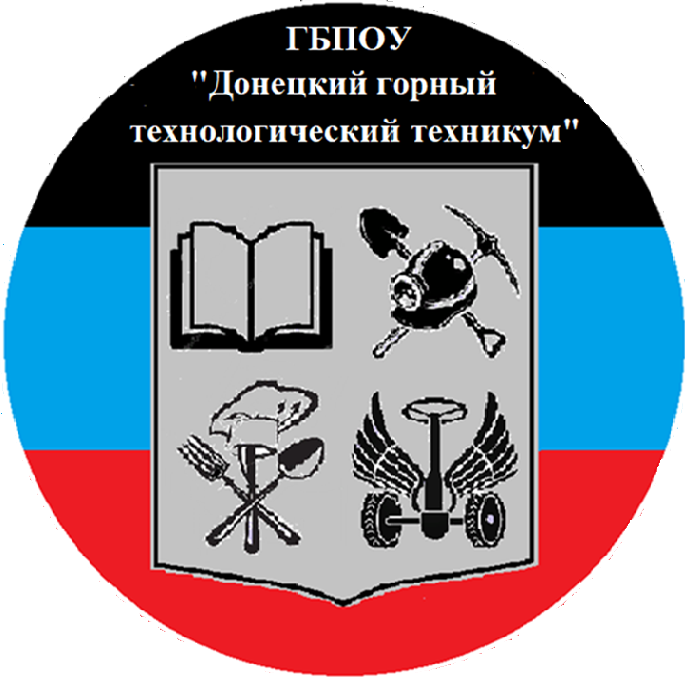 ГБПОУ
"Донецкий горный
технологический техникум"